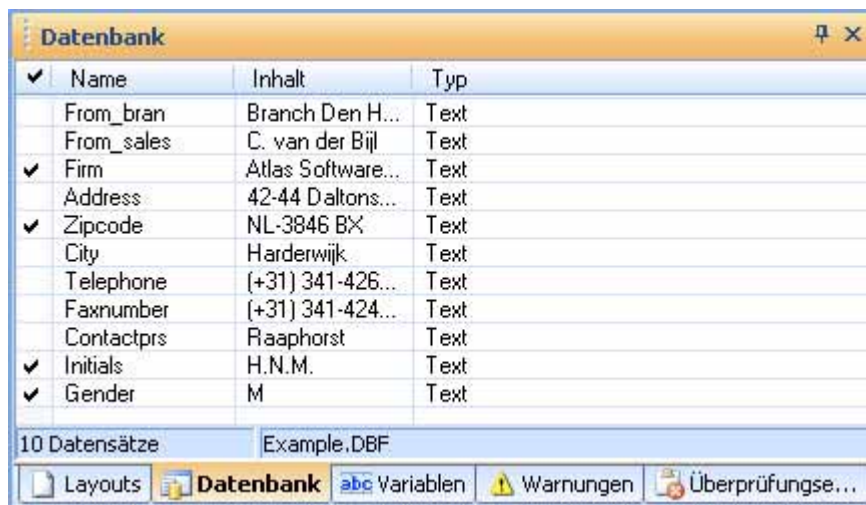 Datenbank
Name Inhalt Typ
From_bran Branch Den H... Text
From_sales C. van der Bijl Text
Firm Atlas Software... Text
Address 42-44 Daltons... Text
Zipcode NL-3846 BX Text
City Harderwijk Text
Telephone (+31) 341-426... Text
Faxnumber (+31) 341-424... Text
Contactprs Raaphorst Text
Initials H.N.M. Text
Gender M Text
10 Datensätze Example.DBF
Layouts Datenbank abc Variablen Warnungen Überprüfungse...